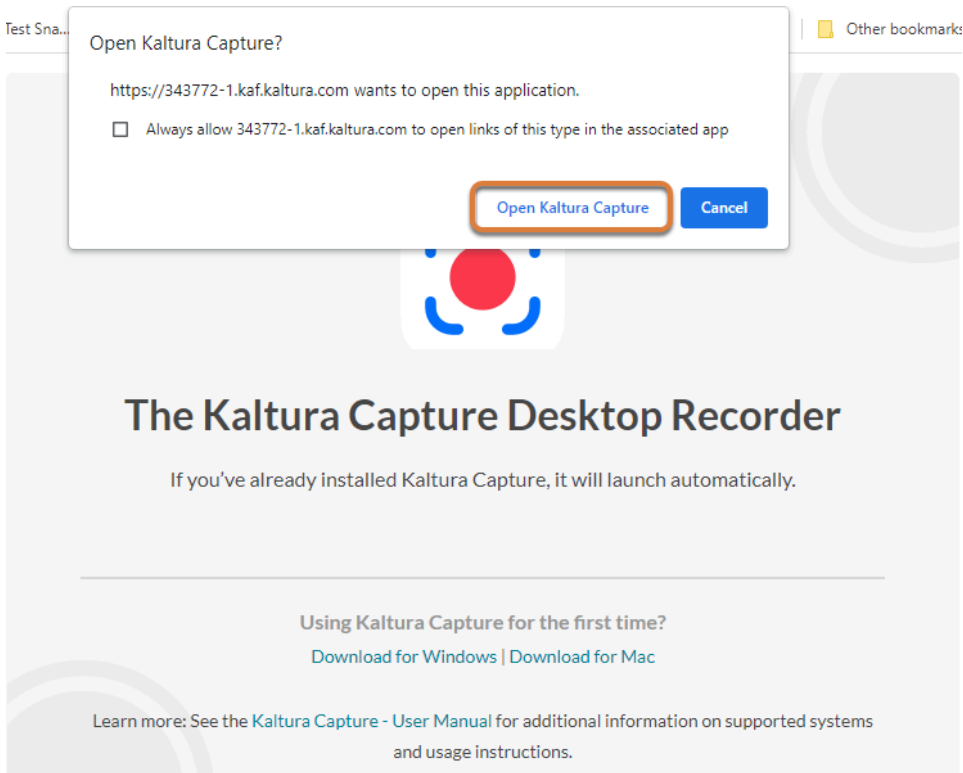 Test Sna...
Other bookmarks
Open Kaltura Capture?
https://343772-1.kaf.kaltura.com wants to open this application.
Always allow 343772-1.kaf.kaltura.com to open links of this type in the associated app
Open Kaltura Capture
Cancel
The Kaltura Capture Desktop Recorder
If you’ve already installed Kaltura Capture, it will launch automatically.
Using Kaltura Capture for the first time?
Download for Windows | Download for Mac
Learn more: See the Kaltura Capture - User Manual for additional information on supported systems
and usage instructions.